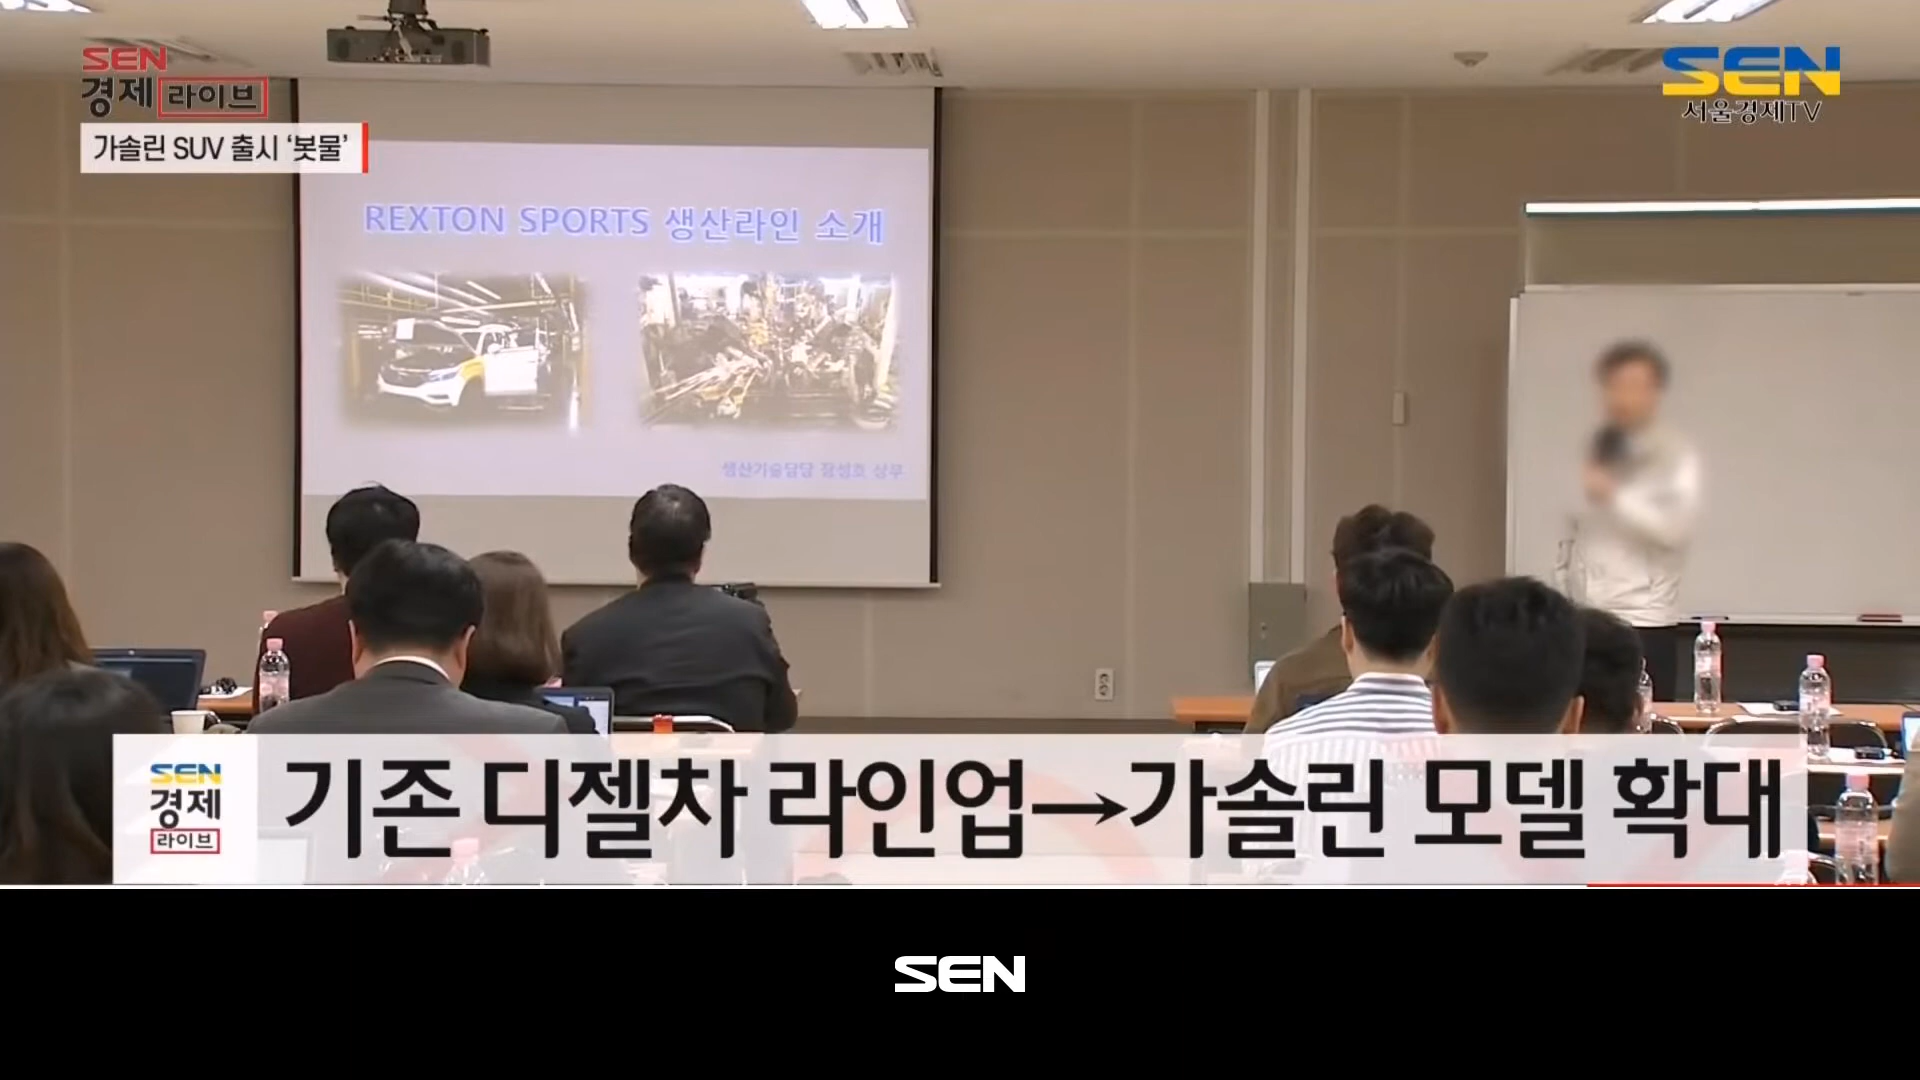 SEN
경제 라이브
가솔린 SUV 출시 ‘봇물’
SEN
서울경제TV
REXTON SPORTS 생산라인 소개
생산기술담당 장성호 상무
SEN
경제
라이브
기존 디젤차 라인업→가솔린 모델 확대
SEN